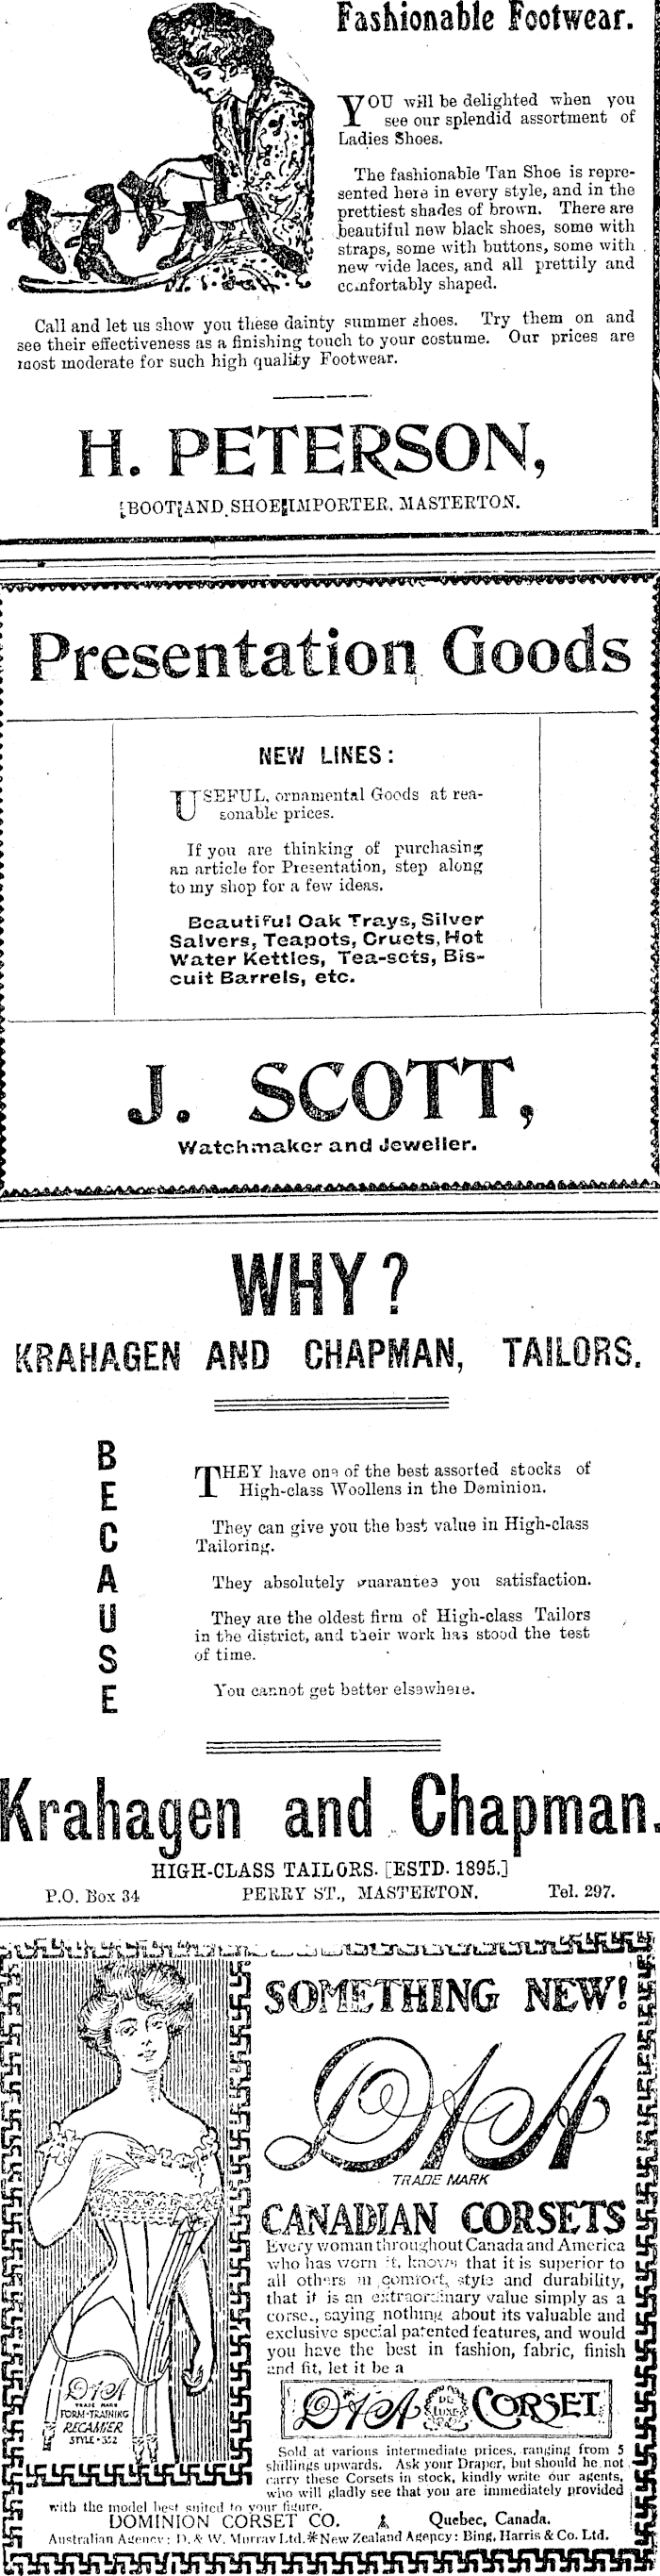 Fashionable Footwear.
YOU will be delighted when you
see our splendid assortment of
Ladies Shoes.
The fashionable Tan Shoe is repre-
sented here in every style, and in the
prettiest shades of brown. There are
beautiful new black shoes, some with
straps, some with buttons, some with
new wide laces, and all prettily and
comfortably shaped.
Call and let us show you these dainty summer shoes. Try them on and
see their effectiveness as a finishing touch to your costume. Our prices are
most moderate for such high quality Footwear.
H. PETERSON,
BOOT AND SHOE IMPORTER. MASTERTON.
Presentation Goods
NEW LINES:
USEFUL, ornamental Goods at rea-
sonable prices.
If you are thinking of purchasing
an article for Presentation, step along
to my shop for a few ideas.
Beautiful Oak Trays, Silver
Salvers, Teapots, Cruets, Hot
Water Kettles, Tea-sets, Bis-
cuit Barrels, etc.
J. SCOTT,
Watchmaker and Jeweller.
WHY?
KRAHAGEN AND CHAPMAN, TAILORS.
BECAUSE
THEY have one of the best assorted stocks of
High-class Woollens in the Dominion.
They can give you the best value in High-class
Tailoring.
They absolutely guarantee you satisfaction.
They are the oldest firm of High-class Tailors
in the district, and their work has stood the test
of time.
You cannot get better elsewhere.
Krahagen and Chapman.
HIGH-CLASS TAILORS. [ESTD. 1895.]
P.O. Box 34 PERRY ST., MASTERTON. Tel. 297.
SOMETHING NEW!
D & A
TRADE MARK
CANADIAN CORSETS
Every woman throughout Canada and America
who has worn it, knows that it is superior to
all others in comfort, style and durability,
that it is an extraordinary value simply as a
corset, saying nothing about its valuable and
exclusive special patented features, and would
you have the best in fashion, fabric, finish
and fit, let it be a
D & A DE LUXE CORSET
D & A
TRADE MARK
FORM-TRAINING
RECAMIER
STYLE · 352
Sold at various intermediate prices, ranging from 5
shillings upwards. Ask your Draper, but should he not
carry these Corsets in stock, kindly write our agents,
who will gladly see that you are immediately provided
with the model best suited to your figure.
DOMINION CORSET CO. Quebec, Canada.
Australian Agency: D. & W. Murray Ltd. * New Zealand Agency: Bing, Harris & Co. Ltd.